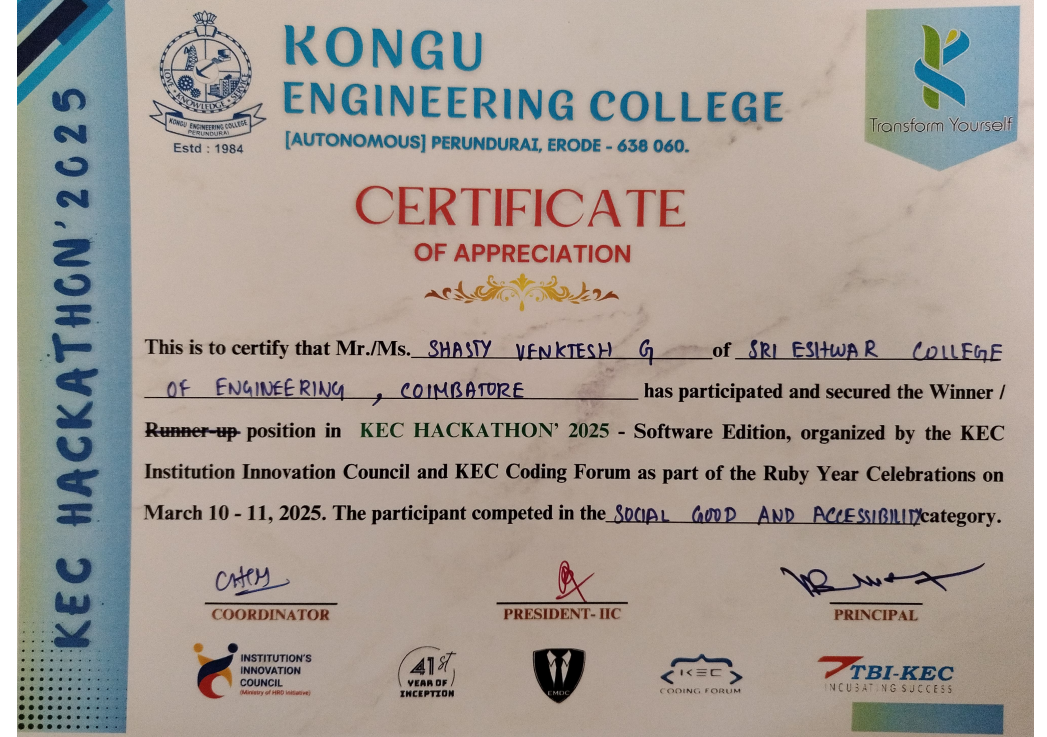 KEC HACKATHON'2025
KONGU
ENGINEERING COLLEGE
[AUTONOMOUS] PERUNDURAI, ERODE - 638 060.
LOVE KNOWLEDGE SERVICE
KONGU ENGINEERING COLLEGE
PERUNDURAI
Estd : 1984
Transform Yourself
CERTIFICATE
OF APPRECIATION
This is to certify that Mr./Ms. SHASTY VENKTESH G of SRI ESHWAR COLLEGE
OF ENGINEERING , COIMBATORE has participated and secured the Winner /
Runner-up position in KEC HACKATHON' 2025 - Software Edition, organized by the KEC
Institution Innovation Council and KEC Coding Forum as part of the Ruby Year Celebrations on
March 10 - 11, 2025. The participant competed in the SOCIAL GOOD AND ACCESSIBILITY category.
COORDINATOR
PRESIDENT- IIC
PRINCIPAL
INSTITUTION'S
INNOVATION
COUNCIL
(Ministry of HRD Initiative)
41st
YEAR OF
INCEPTION
EMDC
KEC
CODING FORUM
TBI-KEC
INCUBATING SUCCESS